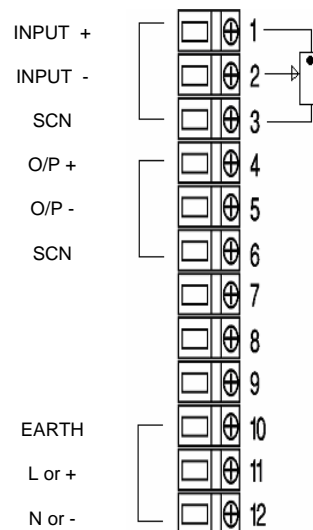 INPUT + 1
INPUT - 2
SCN 3
O/P + 4
O/P - 5
SCN 6
7
8
9
EARTH 10
L or + 11
N or - 12